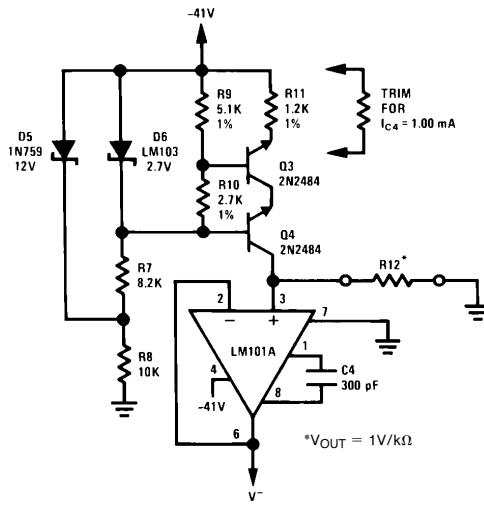 −41V
R9
5.1K
1%
R11
1.2K
1%
TRIM
FOR
I_C4 = 1.00 mA
D5
1N759
12V
D6
LM103
2.7V
Q3
2N2484
R10
2.7K
1%
Q4
2N2484
R7
8.2K
R12*
2
3
7
−
+
LM101A
1
C4
300 pF
4
8
−41V
R8
10K
6
*V_OUT = 1V/kΩ
V−